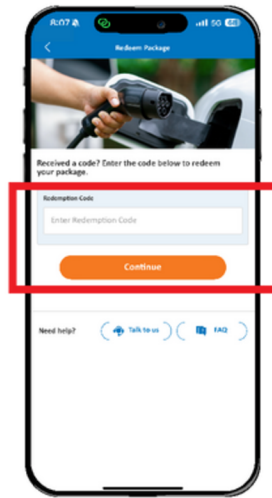 8:07
5G 66
Redeem Package
Received a code? Enter the code below to redeem
your package.
Redemption Code
Enter Redemption Code
Continue
Need help?
Talk to us
FAQ